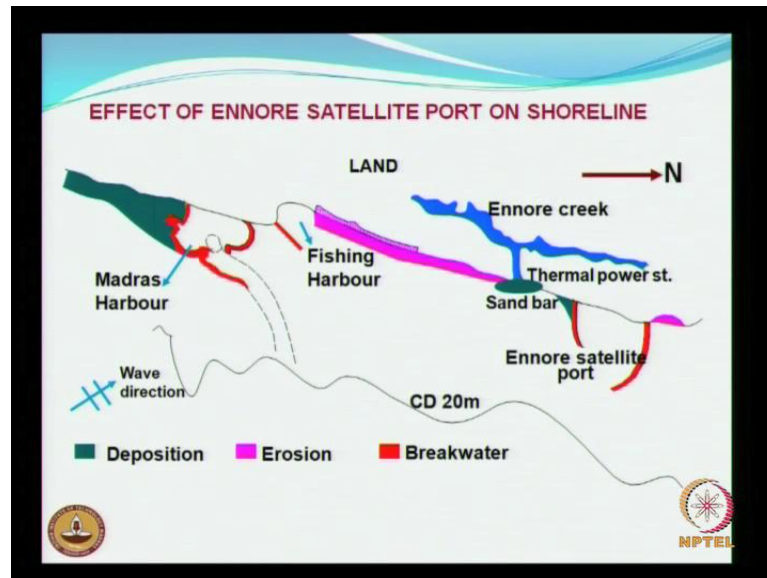 EFFECT OF ENNORE SATELLITE PORT ON SHORELINE
LAND
N
Ennore creek
Fishing
Harbour
Madras
Harbour
Thermal power st.
Sand bar
Ennore satellite
port
Wave
direction
CD 20m
Deposition
Erosion
Breakwater
NPTEL